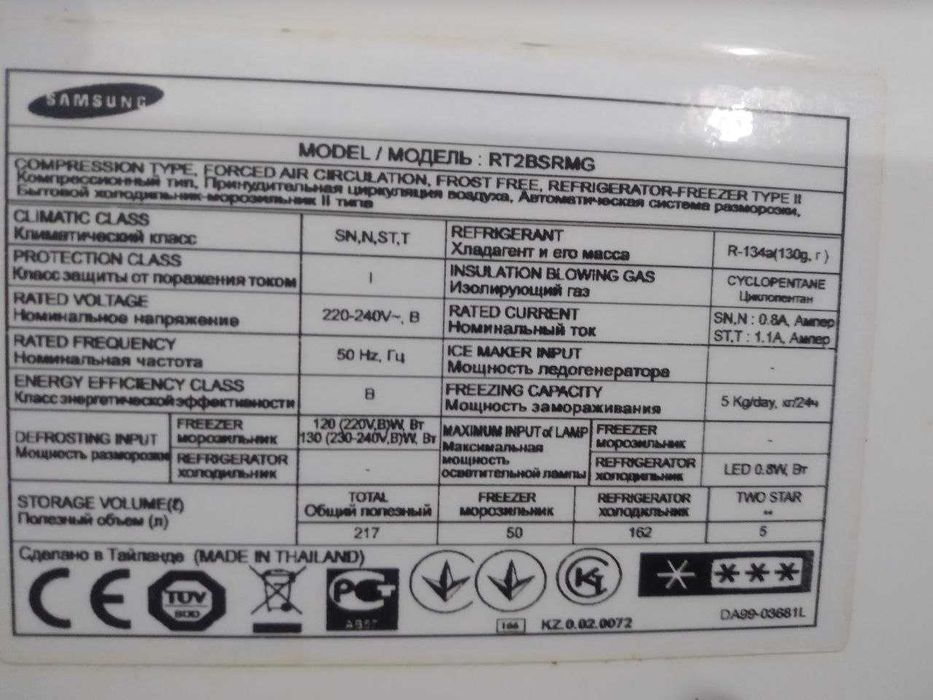 SAMSUNG
MODEL / МОДЕЛЬ : RT2BSRMG
COMPRESSION TYPE, FORCED AIR CIRCULATION, FROST FREE, REFRIGERATOR-FREEZER TYPE II
Компрессионный тип, Принудительная циркуляция воздуха, Автоматическая система разморозки,
Бытовой холодильник-морозильник II типа
CLIMATIC CLASS
Климатический класс
SN,N,ST,T
REFRIGERANT
Хладагент и его масса
R-134a(130g, г )
PROTECTION CLASS
Класс защиты от поражения током
I
INSULATION BLOWING GAS
Изолирующий газ
CYCLOPENTANE
Циклопентан
RATED VOLTAGE
Номинальное напряжение
220-240V~, В
RATED CURRENT
Номинальный ток
SN,N : 0.8A, Ампер
ST,T : 1.1A, Ампер
RATED FREQUENCY
Номинальная частота
50 Hz, Гц
ICE MAKER INPUT
Мощность ледогенератора
-
ENERGY EFFICIENCY CLASS
Класс энергетической эффективности
B
FREEZING CAPACITY
Мощность замораживания
5 Kg/day, кг/24ч
DEFROSTING INPUT
Мощность разморозки
FREEZER
морозильник
120 (220V,В)W, Вт
130 (230-240V,В)W, Вт
REFRIGERATOR
холодильник
-
MAXIMUM INPUT of LAMP
Максимальная
мощность
осветительной лампы
FREEZER
морозильник
-
REFRIGERATOR
холодильник
LED 0.8W, Вт
STORAGE VOLUME(ℓ)
Полезный объем (л)
TOTAL
Общий полезный
FREEZER
морозильник
REFRIGERATOR
холодильник
TWO STAR
**
217
50
162
5
Сделано в Тайланде (MADE IN THAILAND)
CE
TÜV
SÜD
РСТ
АВ57
166
KZ.0.02.0072
DA99-03681L